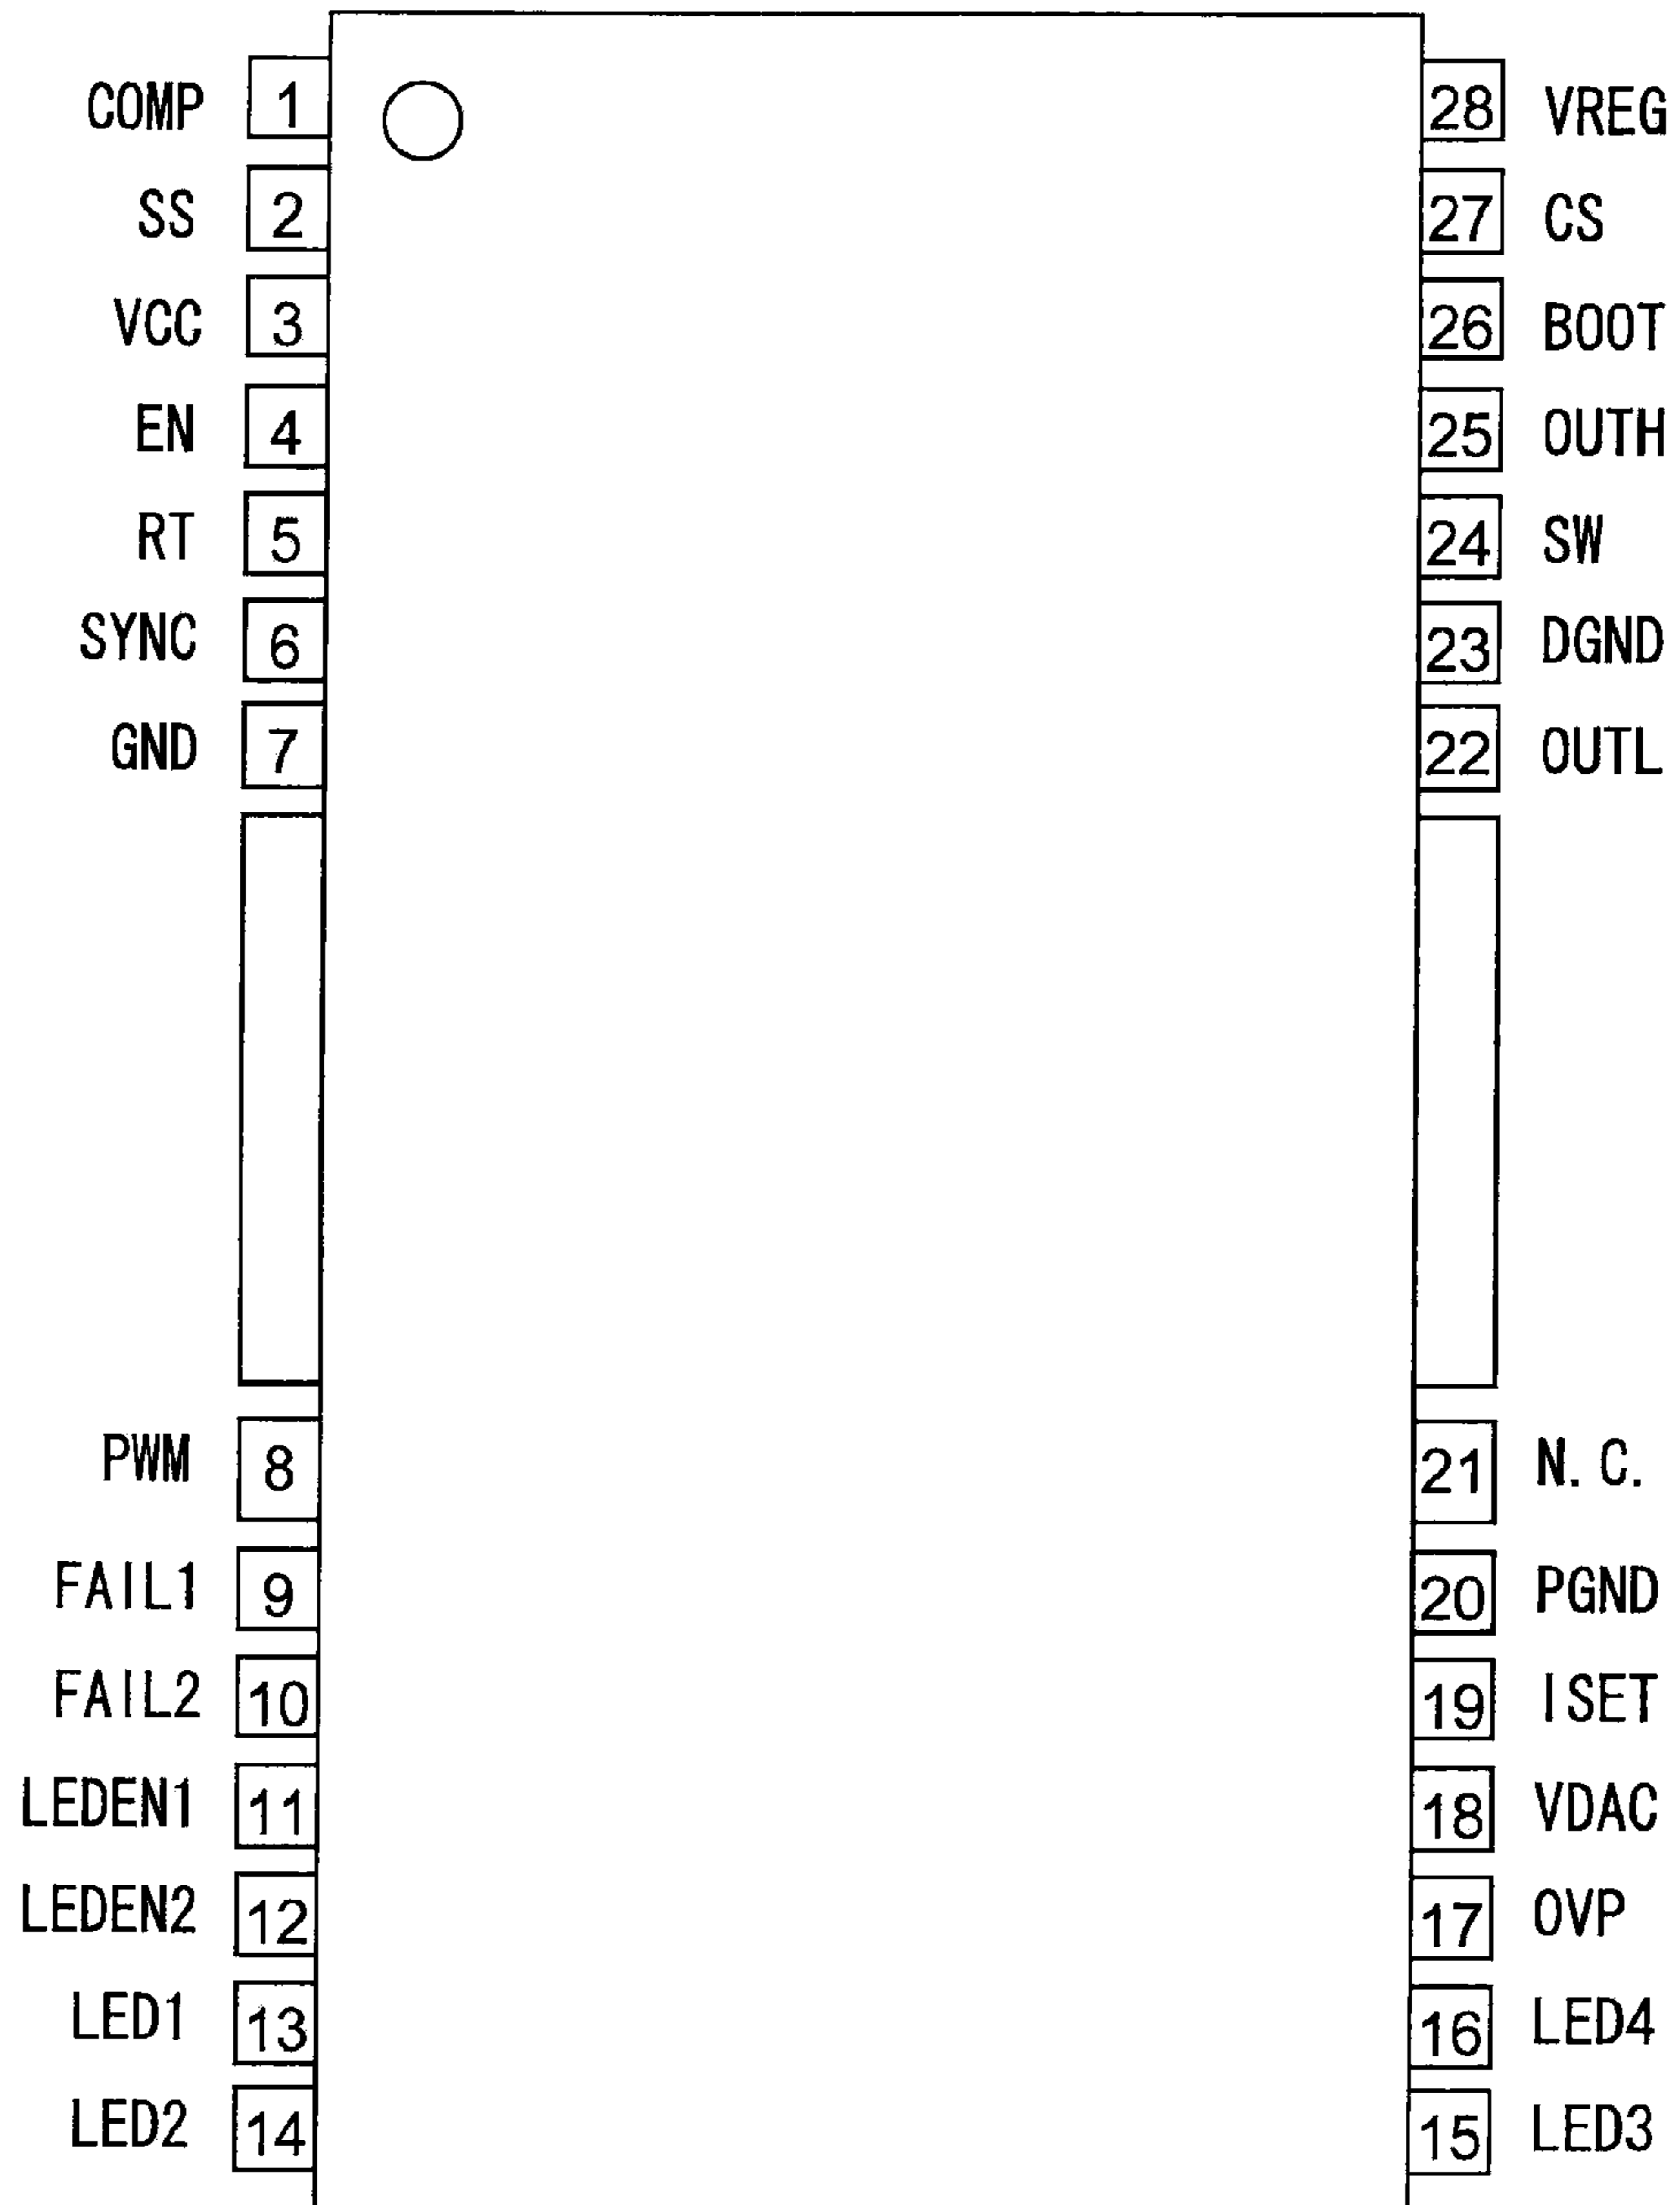 COMP 1 28 VREG
SS 2 27 CS
VCC 3 26 BOOT
EN 4 25 OUTH
RT 5 24 SW
SYNC 6 23 DGND
GND 7 22 OUTL
PWM 8 21 N.C.
FAIL1 9 20 PGND
FAIL2 10 19 ISET
LEDEN1 11 18 VDAC
LEDEN2 12 17 OVP
LED1 13 16 LED4
LED2 14 15 LED3